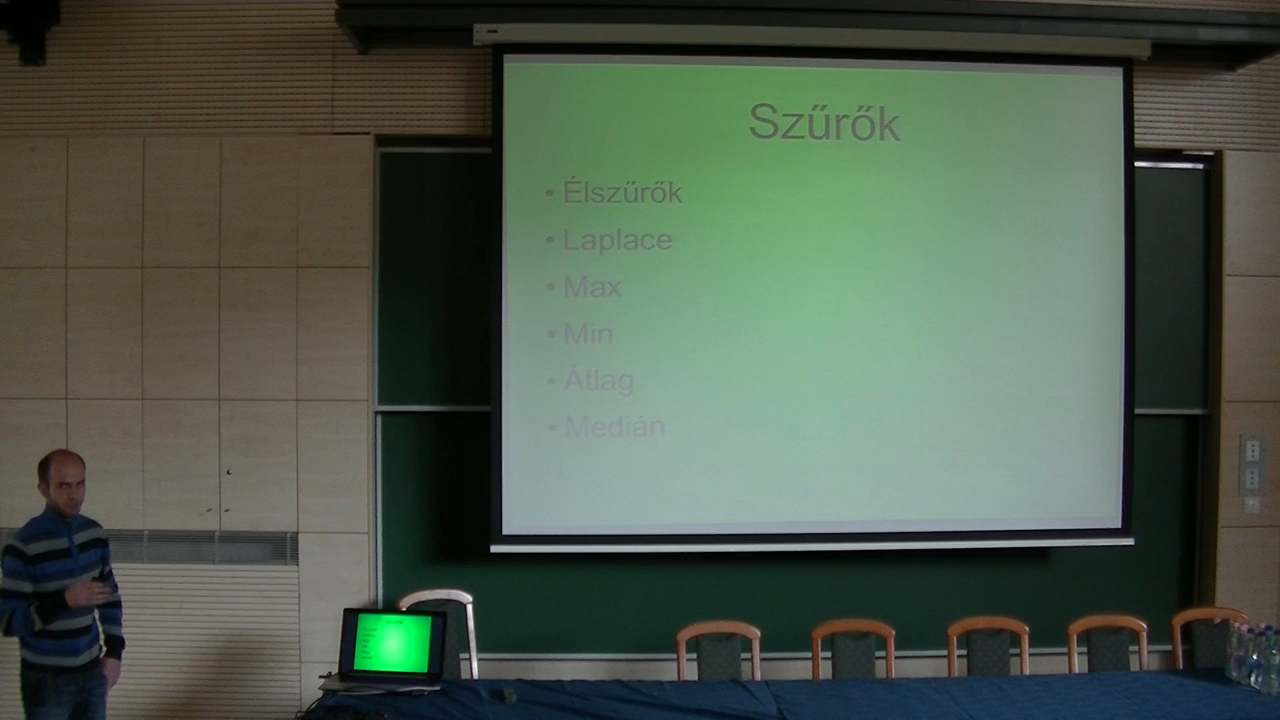 Szűrők
• Élszűrők
• Laplace
• Max
• Min
• Átlag
• Medián